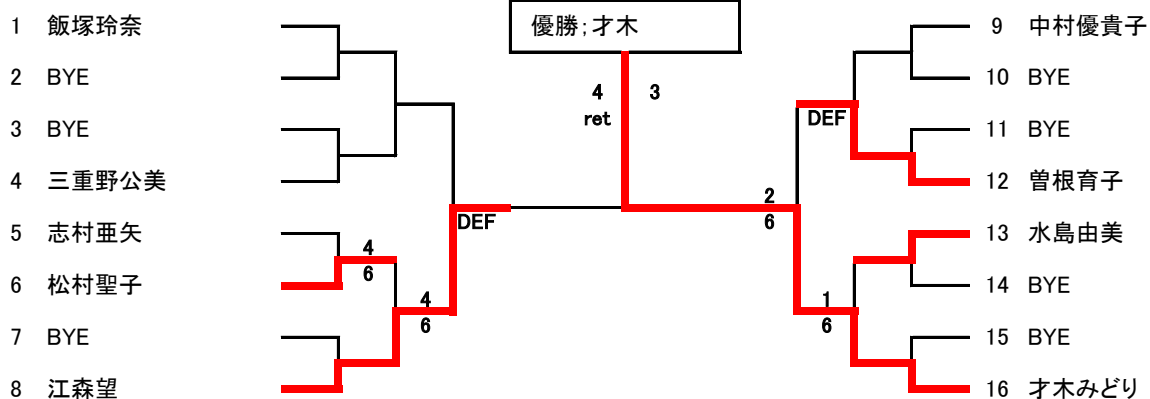 優勝;才木
1 飯塚玲奈
2 BYE
3 BYE
4 三重野公美
5 志村亜矢
6 松村聖子
7 BYE
8 江森望
4
6
4
6
DEF
4 3
ret
2
6
DEF
1
6
9 中村優貴子
10 BYE
11 BYE
12 曽根育子
13 水島由美
14 BYE
15 BYE
16 才木みどり